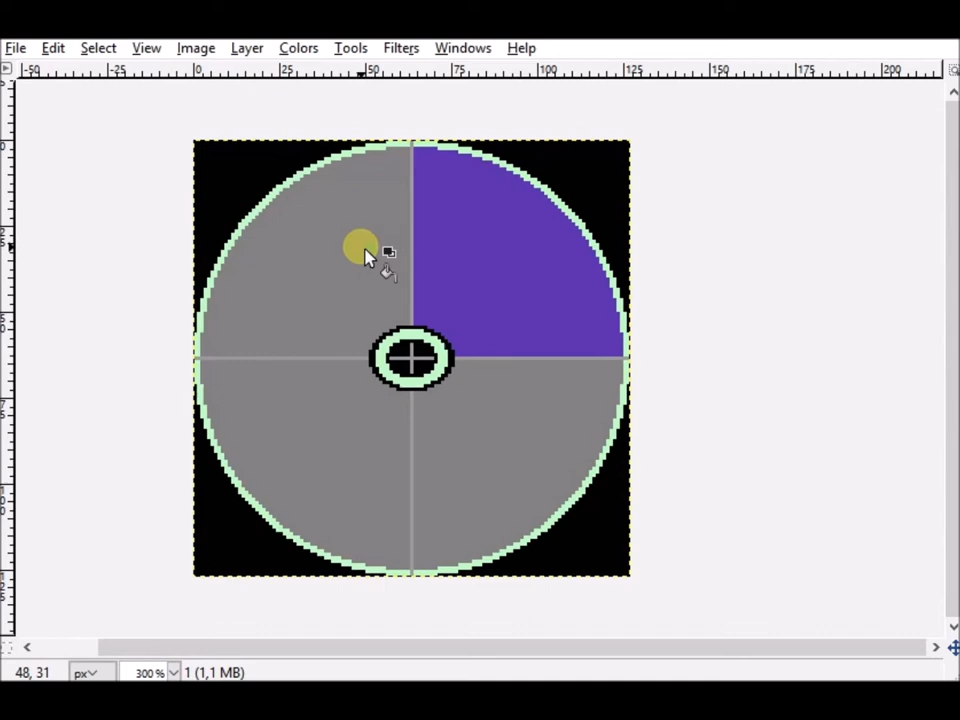 File Edit Select View Image Layer Colors Tools Filters Windows Help
-50 -25 0 25 50 75 100 125 150 175 200
48, 31 px 300 % 1 (1,1 MB)